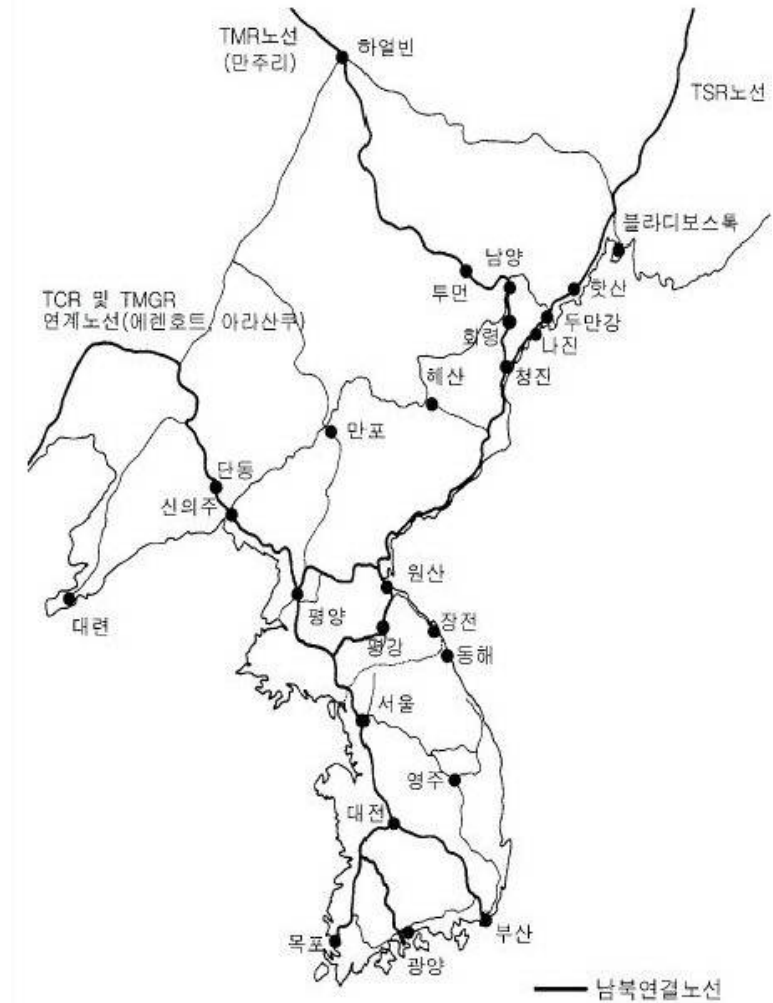 TMR노선
(만주리)
하얼빈
TSR노선
블라디보스톡
남양
투먼
핫산
두만강
회령
나진
TCR 및 TMGR
연계노선(에렌호트, 아라산쿠)
청진
혜산
만포
단동
신의주
원산
대련
평양
장전
평강
동해
서울
영주
대전
목포
부산
광양
남북연결노선